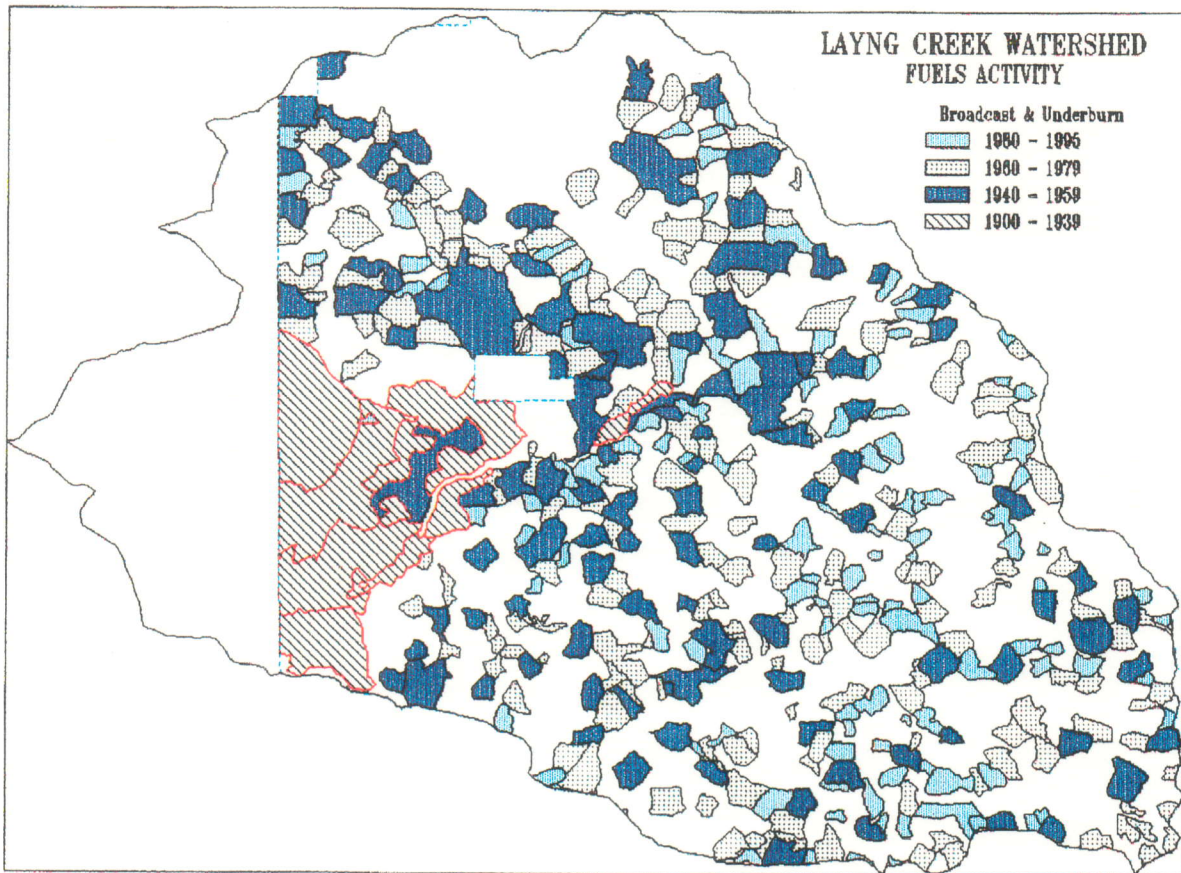 LAYNG CREEK WATERSHED
FUELS ACTIVITY
Broadcast & Underburn
1980 - 1995
1960 - 1979
1940 - 1959
1900 - 1939